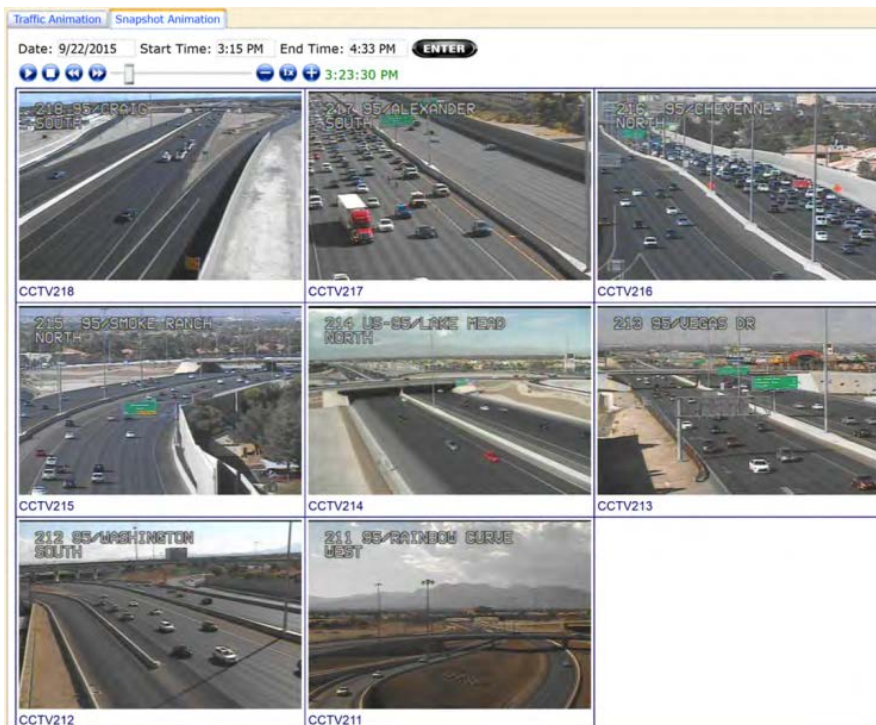 Traffic Animation Snapshot Animation
Date: 9/22/2015 Start Time: 3:15 PM End Time: 4:33 PM ENTER
1x 3:23:30 PM
218-95/CRAIG
SOUTH
217 95/ALEXANDER
SOUTH
216 95/CHEYENNE
NORTH
CCTV218 CCTV217 CCTV216
215 95/SMOKE RANCH
NORTH
214 US-95/LAKE MEAD
NORTH
213 95/VEGAS DR
CCTV215 CCTV214 CCTV213
212 95/WASHINGTON
SOUTH
211 95/RAINBOW CURVE
WEST
CCTV212 CCTV211